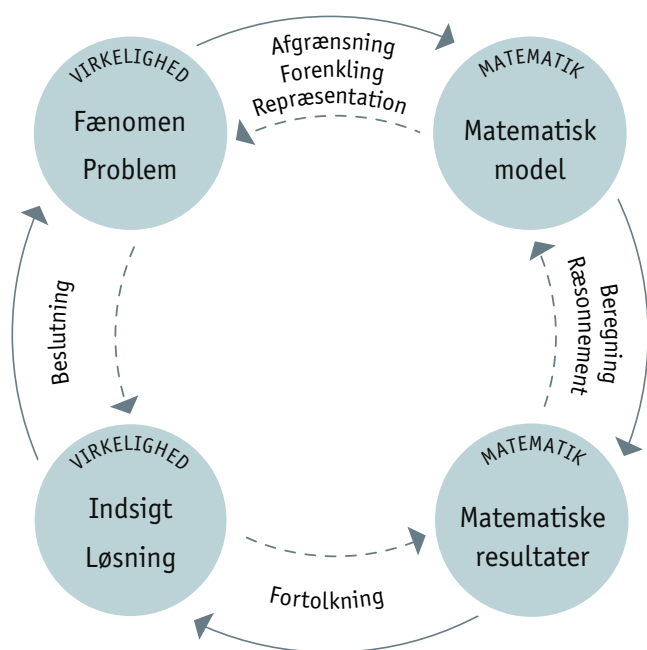 VIRKELIGHED
Fænomen
Problem
Afgrænsning
Forenkling
Repræsentation
MATEMATIK
Matematisk
model
Beregning
Ræsonnement
MATEMATIK
Matematiske
resultater
Fortolkning
VIRKELIGHED
Indsigt
Løsning
Beslutning